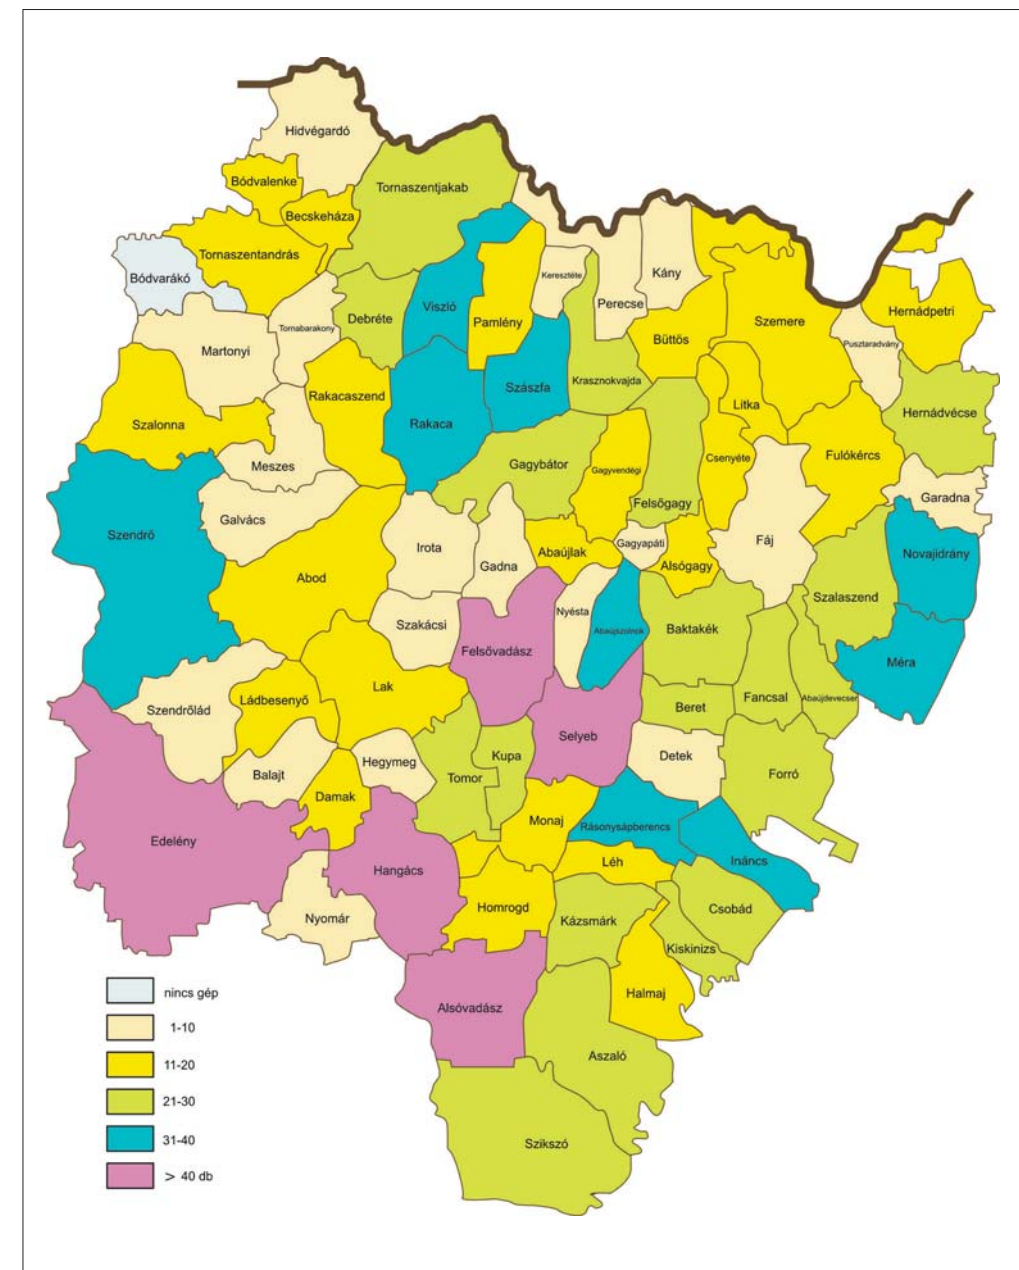 Hidvégardó
Bódvalenke
Tornaszentjakab
Becskeháza
Tornaszentandrás
Bódvarákó
Keresztéte
Kány
Perecse
Viszló
Hernádpetri
Debréte
Pamlény
Szemere
Tornabarakony
Büttös
Pusztaradvány
Martonyi
Krasznokvajda
Szászfa
Rakacaszend
Litka
Hernádvécse
Szalonna
Rakaca
Fulókércs
Csenyéte
Gagybátor
Meszes
Gagyvendégi
Garadna
Felsőgagy
Galvács
Szendrő
Fáj
Gagyapáti
Irota
Abaújlak
Novajidrány
Gadna
Alsógagy
Abod
Szalaszend
Nyésta
Szakácsi
Baktakék
Abaújszolnok
Felsővadász
Méra
Lak
Ládbesenyő
Fancsal
Abaújdevecser
Beret
Szendrőlád
Selyeb
Kupa
Detek
Hegymeg
Forró
Balajt
Tomor
Damak
Monaj
Rásonysápberencs
Edelény
Léh
Ináncs
Hangács
Homrogd
Csobád
Nyomár
Kázsmárk
Kiskinizs
Halmaj
Alsóvadász
Aszaló
Szikszó
nincs gép
1-10
11-20
21-30
31-40
> 40 db